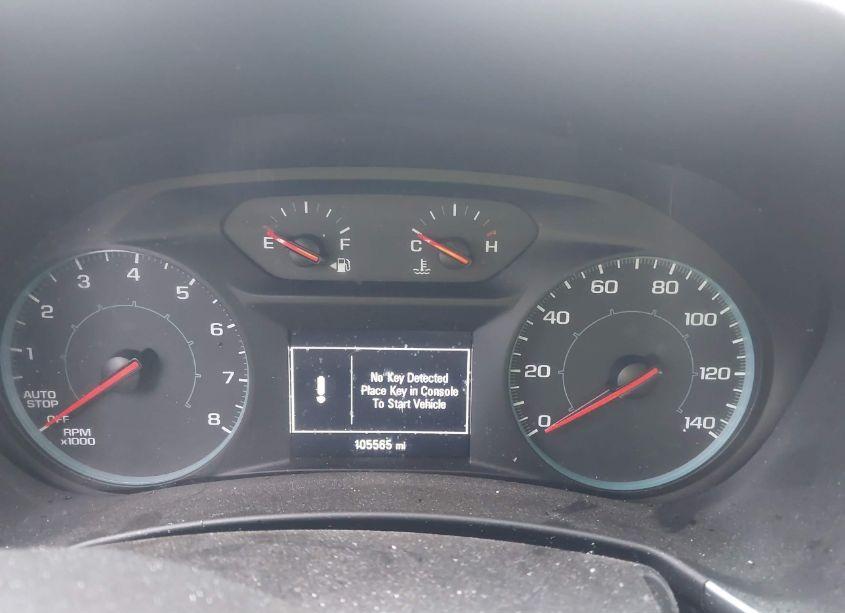 E F
C H
1 2 3 4 5 6 7 8
AUTO
STOP
OFF
RPM
x1000
!
No Key Detected
Place Key in Console
To Start Vehicle
105565 mi
0 20 40 60 80 100 120 140